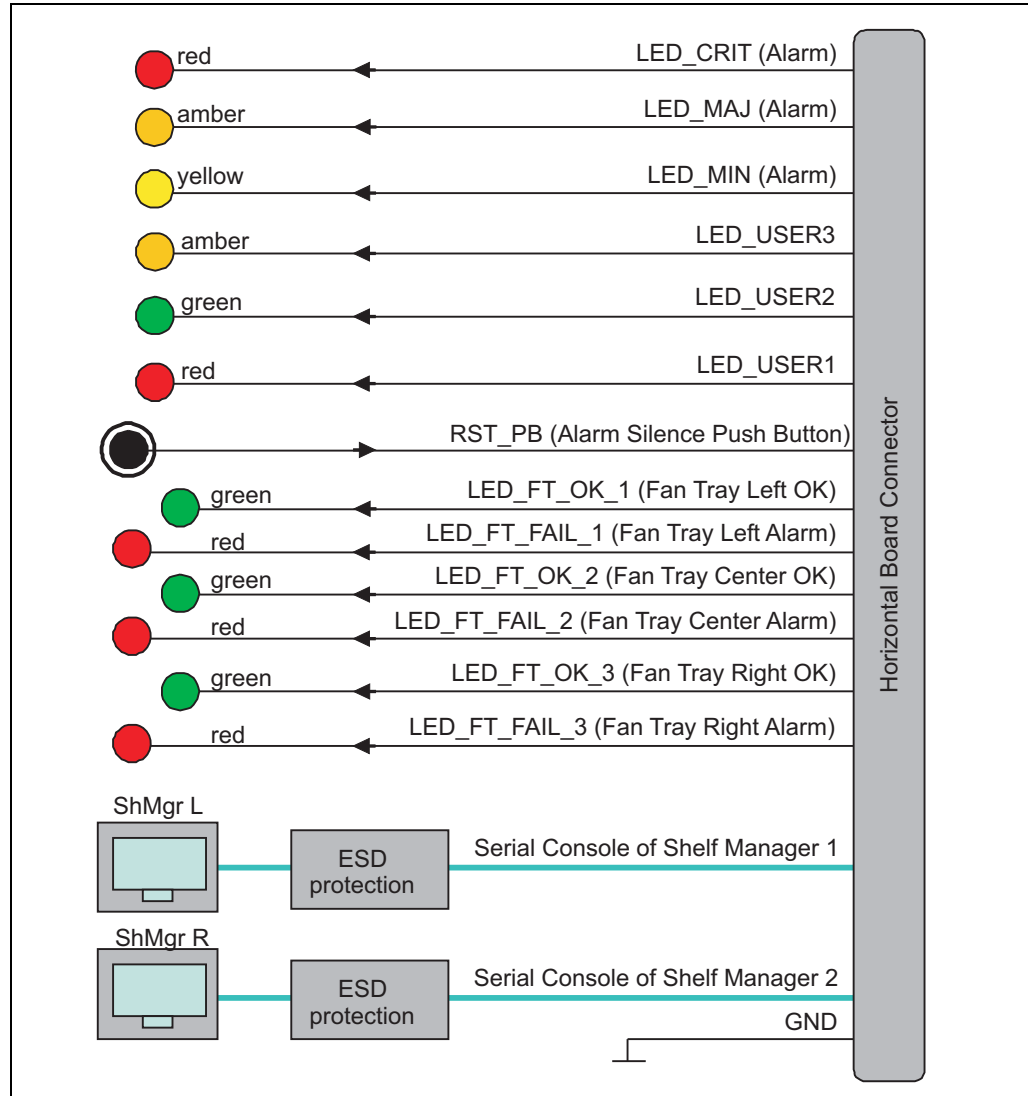 red
LED_CRIT (Alarm)
amber
LED_MAJ (Alarm)
yellow
LED_MIN (Alarm)
amber
LED_USER3
green
LED_USER2
red
LED_USER1
RST_PB (Alarm Silence Push Button)
green
LED_FT_OK_1 (Fan Tray Left OK)
red
LED_FT_FAIL_1 (Fan Tray Left Alarm)
green
LED_FT_OK_2 (Fan Tray Center OK)
red
LED_FT_FAIL_2 (Fan Tray Center Alarm)
green
LED_FT_OK_3 (Fan Tray Right OK)
red
LED_FT_FAIL_3 (Fan Tray Right Alarm)
Horizontal Board Connector
ShMgr L
ESD
protection
Serial Console of Shelf Manager 1
ShMgr R
ESD
protection
Serial Console of Shelf Manager 2
GND